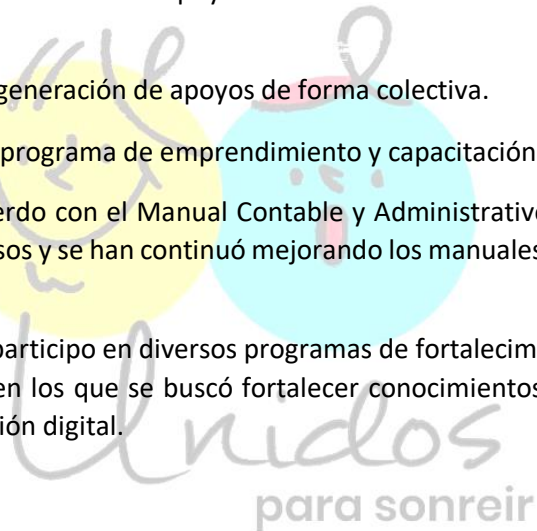 generación de apoyos de forma colectiva.
programa de emprendimiento y capacitación
erdo con el Manual Contable y Administrativo
sos y se han continuó mejorando los manuales
participo en diversos programas de fortalecim
en los que se buscó fortalecer conocimientos
ión digital.
Unidos
para sonreir